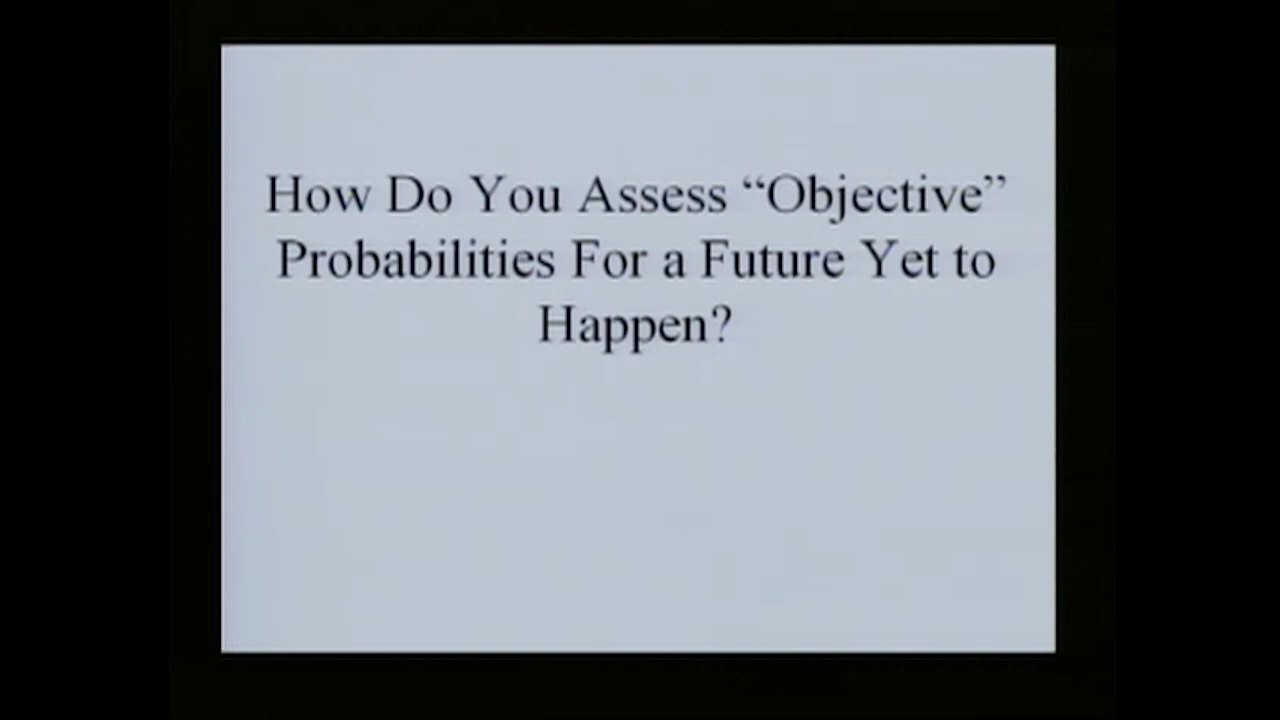 How Do You Assess “Objective”
Probabilities For a Future Yet to
Happen?